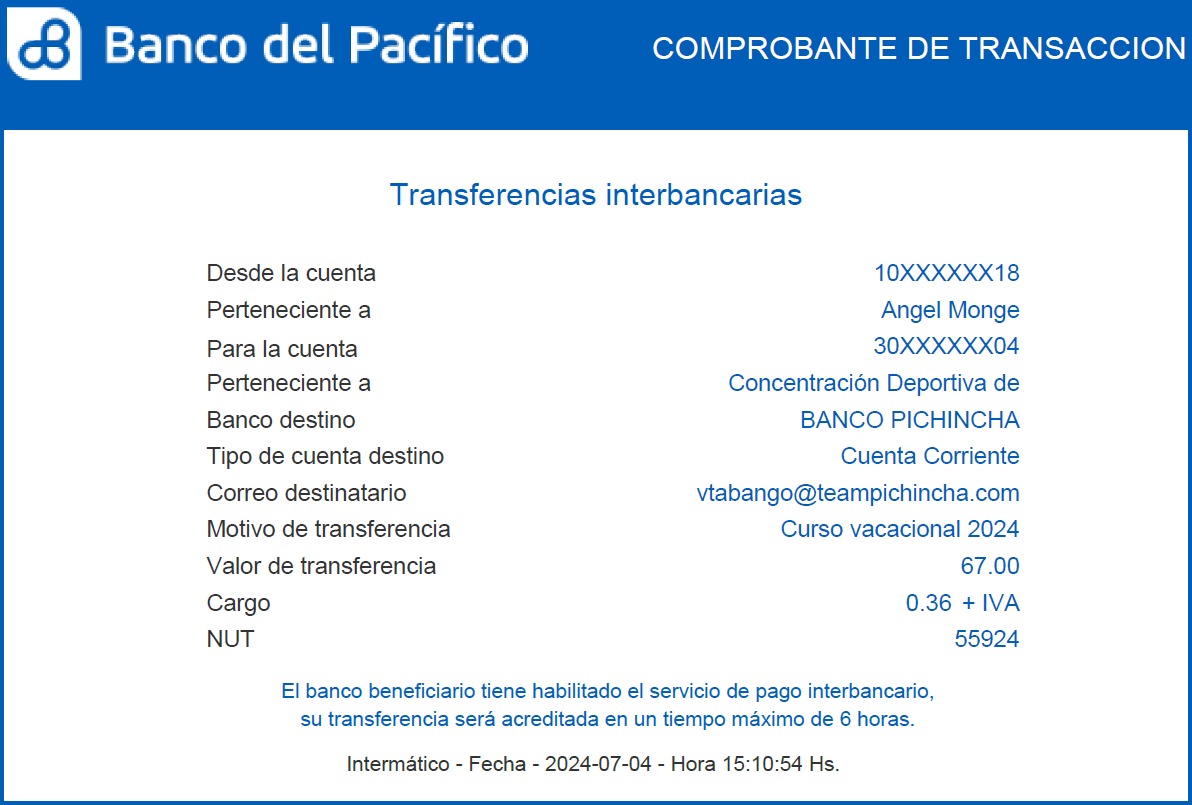 Banco del Pacífico COMPROBANTE DE TRANSACCION
Transferencias interbancarias
Desde la cuenta 10XXXXXX18
Perteneciente a Angel Monge
Para la cuenta 30XXXXXX04
Perteneciente a Concentración Deportiva de
Banco destino BANCO PICHINCHA
Tipo de cuenta destino Cuenta Corriente
Correo destinatario vtabango@teampichincha.com
Motivo de transferencia Curso vacacional 2024
Valor de transferencia 67.00
Cargo 0.36 + IVA
NUT 55924
El banco beneficiario tiene habilitado el servicio de pago interbancario,
su transferencia será acreditada en un tiempo máximo de 6 horas.
Intermático - Fecha - 2024-07-04 - Hora 15:10:54 Hs.